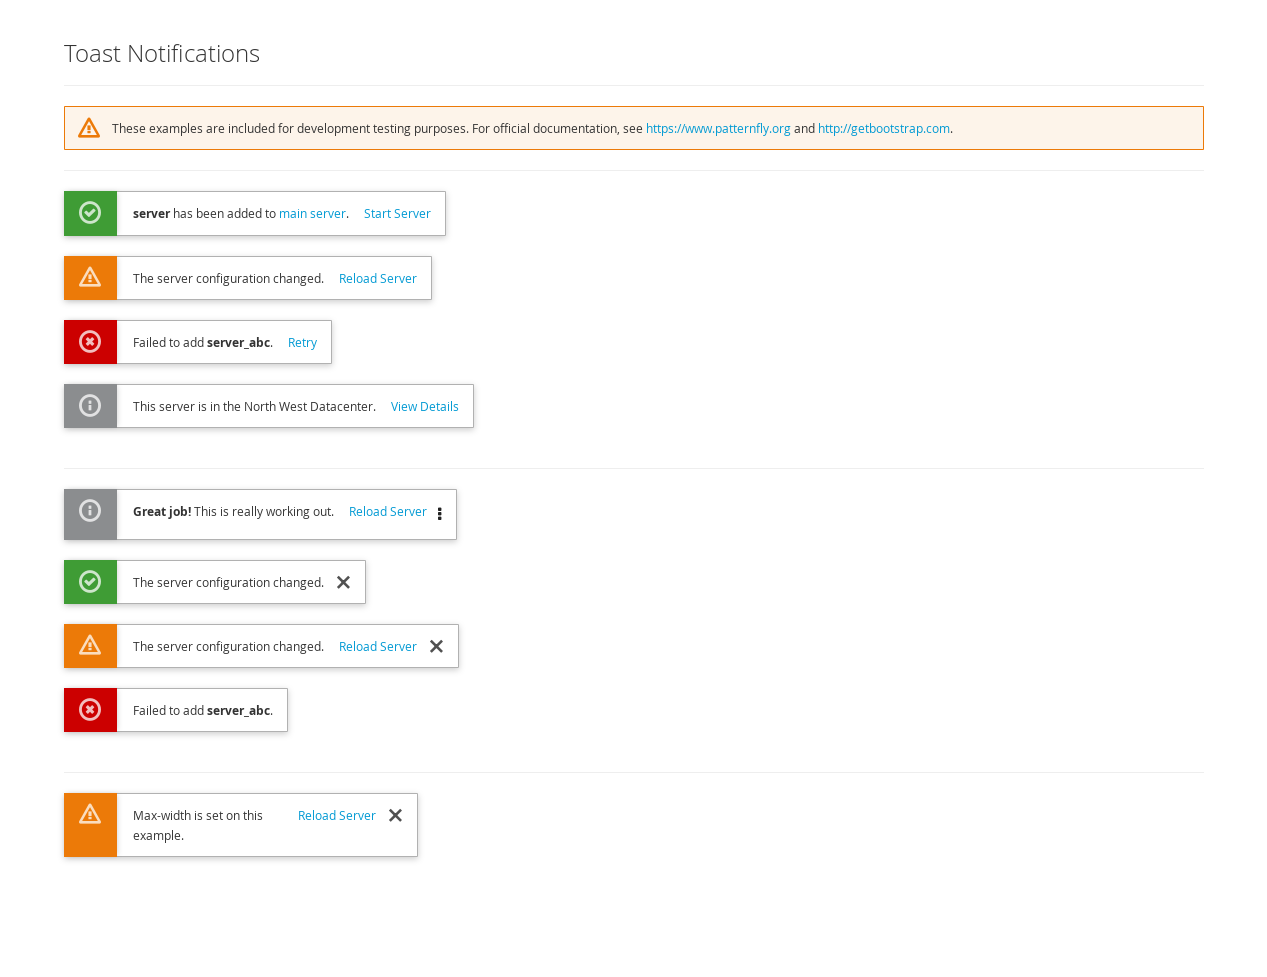 Toast Notifications
These examples are included for development testing purposes. For official documentation, see https://www.patternfly.org and http://getbootstrap.com.
server has been added to main server. Start Server
The server configuration changed. Reload Server
Failed to add server_abc. Retry
This server is in the North West Datacenter. View Details
Great job! This is really working out. Reload Server
The server configuration changed.
The server configuration changed. Reload Server
Failed to add server_abc.
Max-width is set on this Reload Server
example.